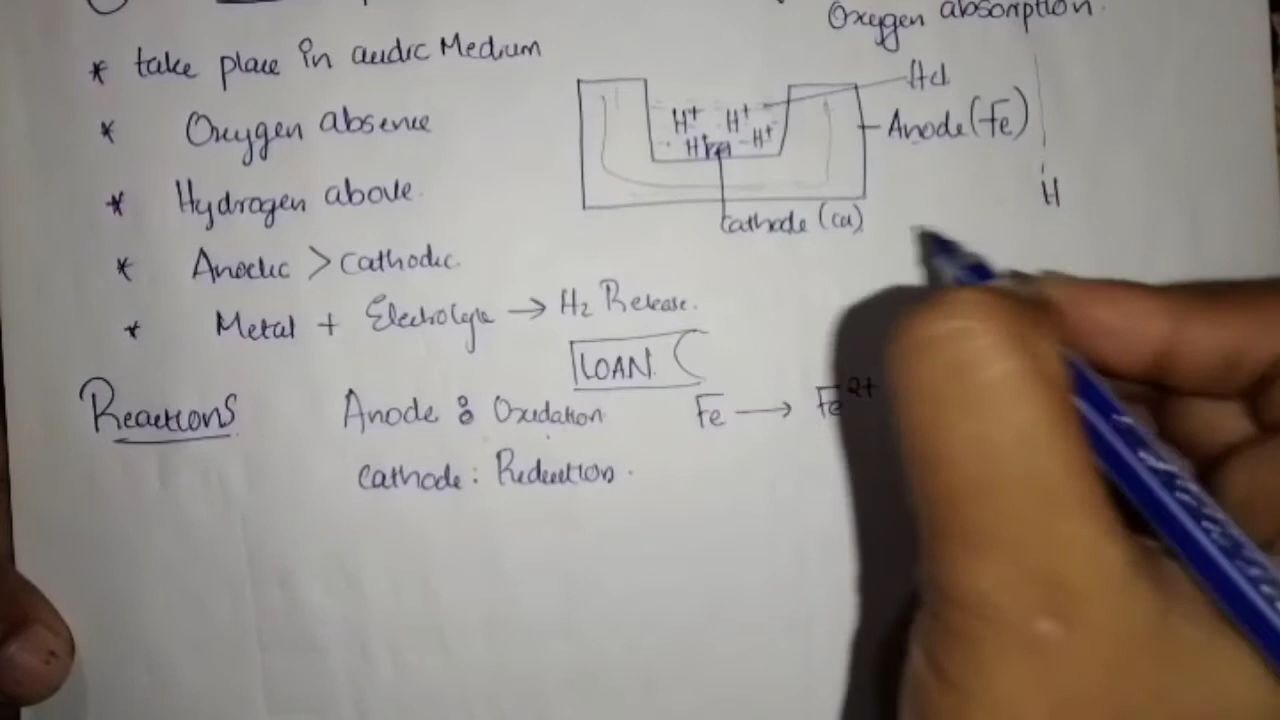 Oxygen absorption.
* take place in acidic Medium
Hcl
* Oxygen absence
H⁺ H⁺
H⁺ H⁺
Anode (Fe)
* Hydrogen above.
H
Cathode (cu)
* Anodic > Cathodic.
* Metal + Electrolyte → H₂ Release.
LOAN
Reactions Anode : Oxidation Fe → Fe²⁺
Cathode : Reduction.